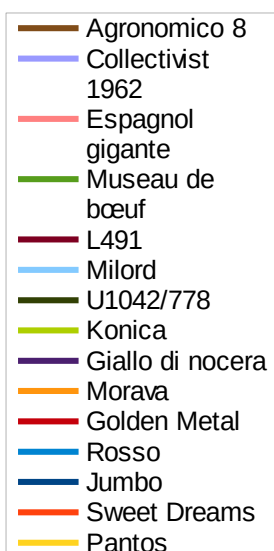 Agronomico 8
Collectivist
1962
Espagnol
gigante
Museau de
bœuf
L491
Milord
U1042/778
Konica
Giallo di nocera
Morava
Golden Metal
Rosso
Jumbo
Sweet Dreams
Pantos